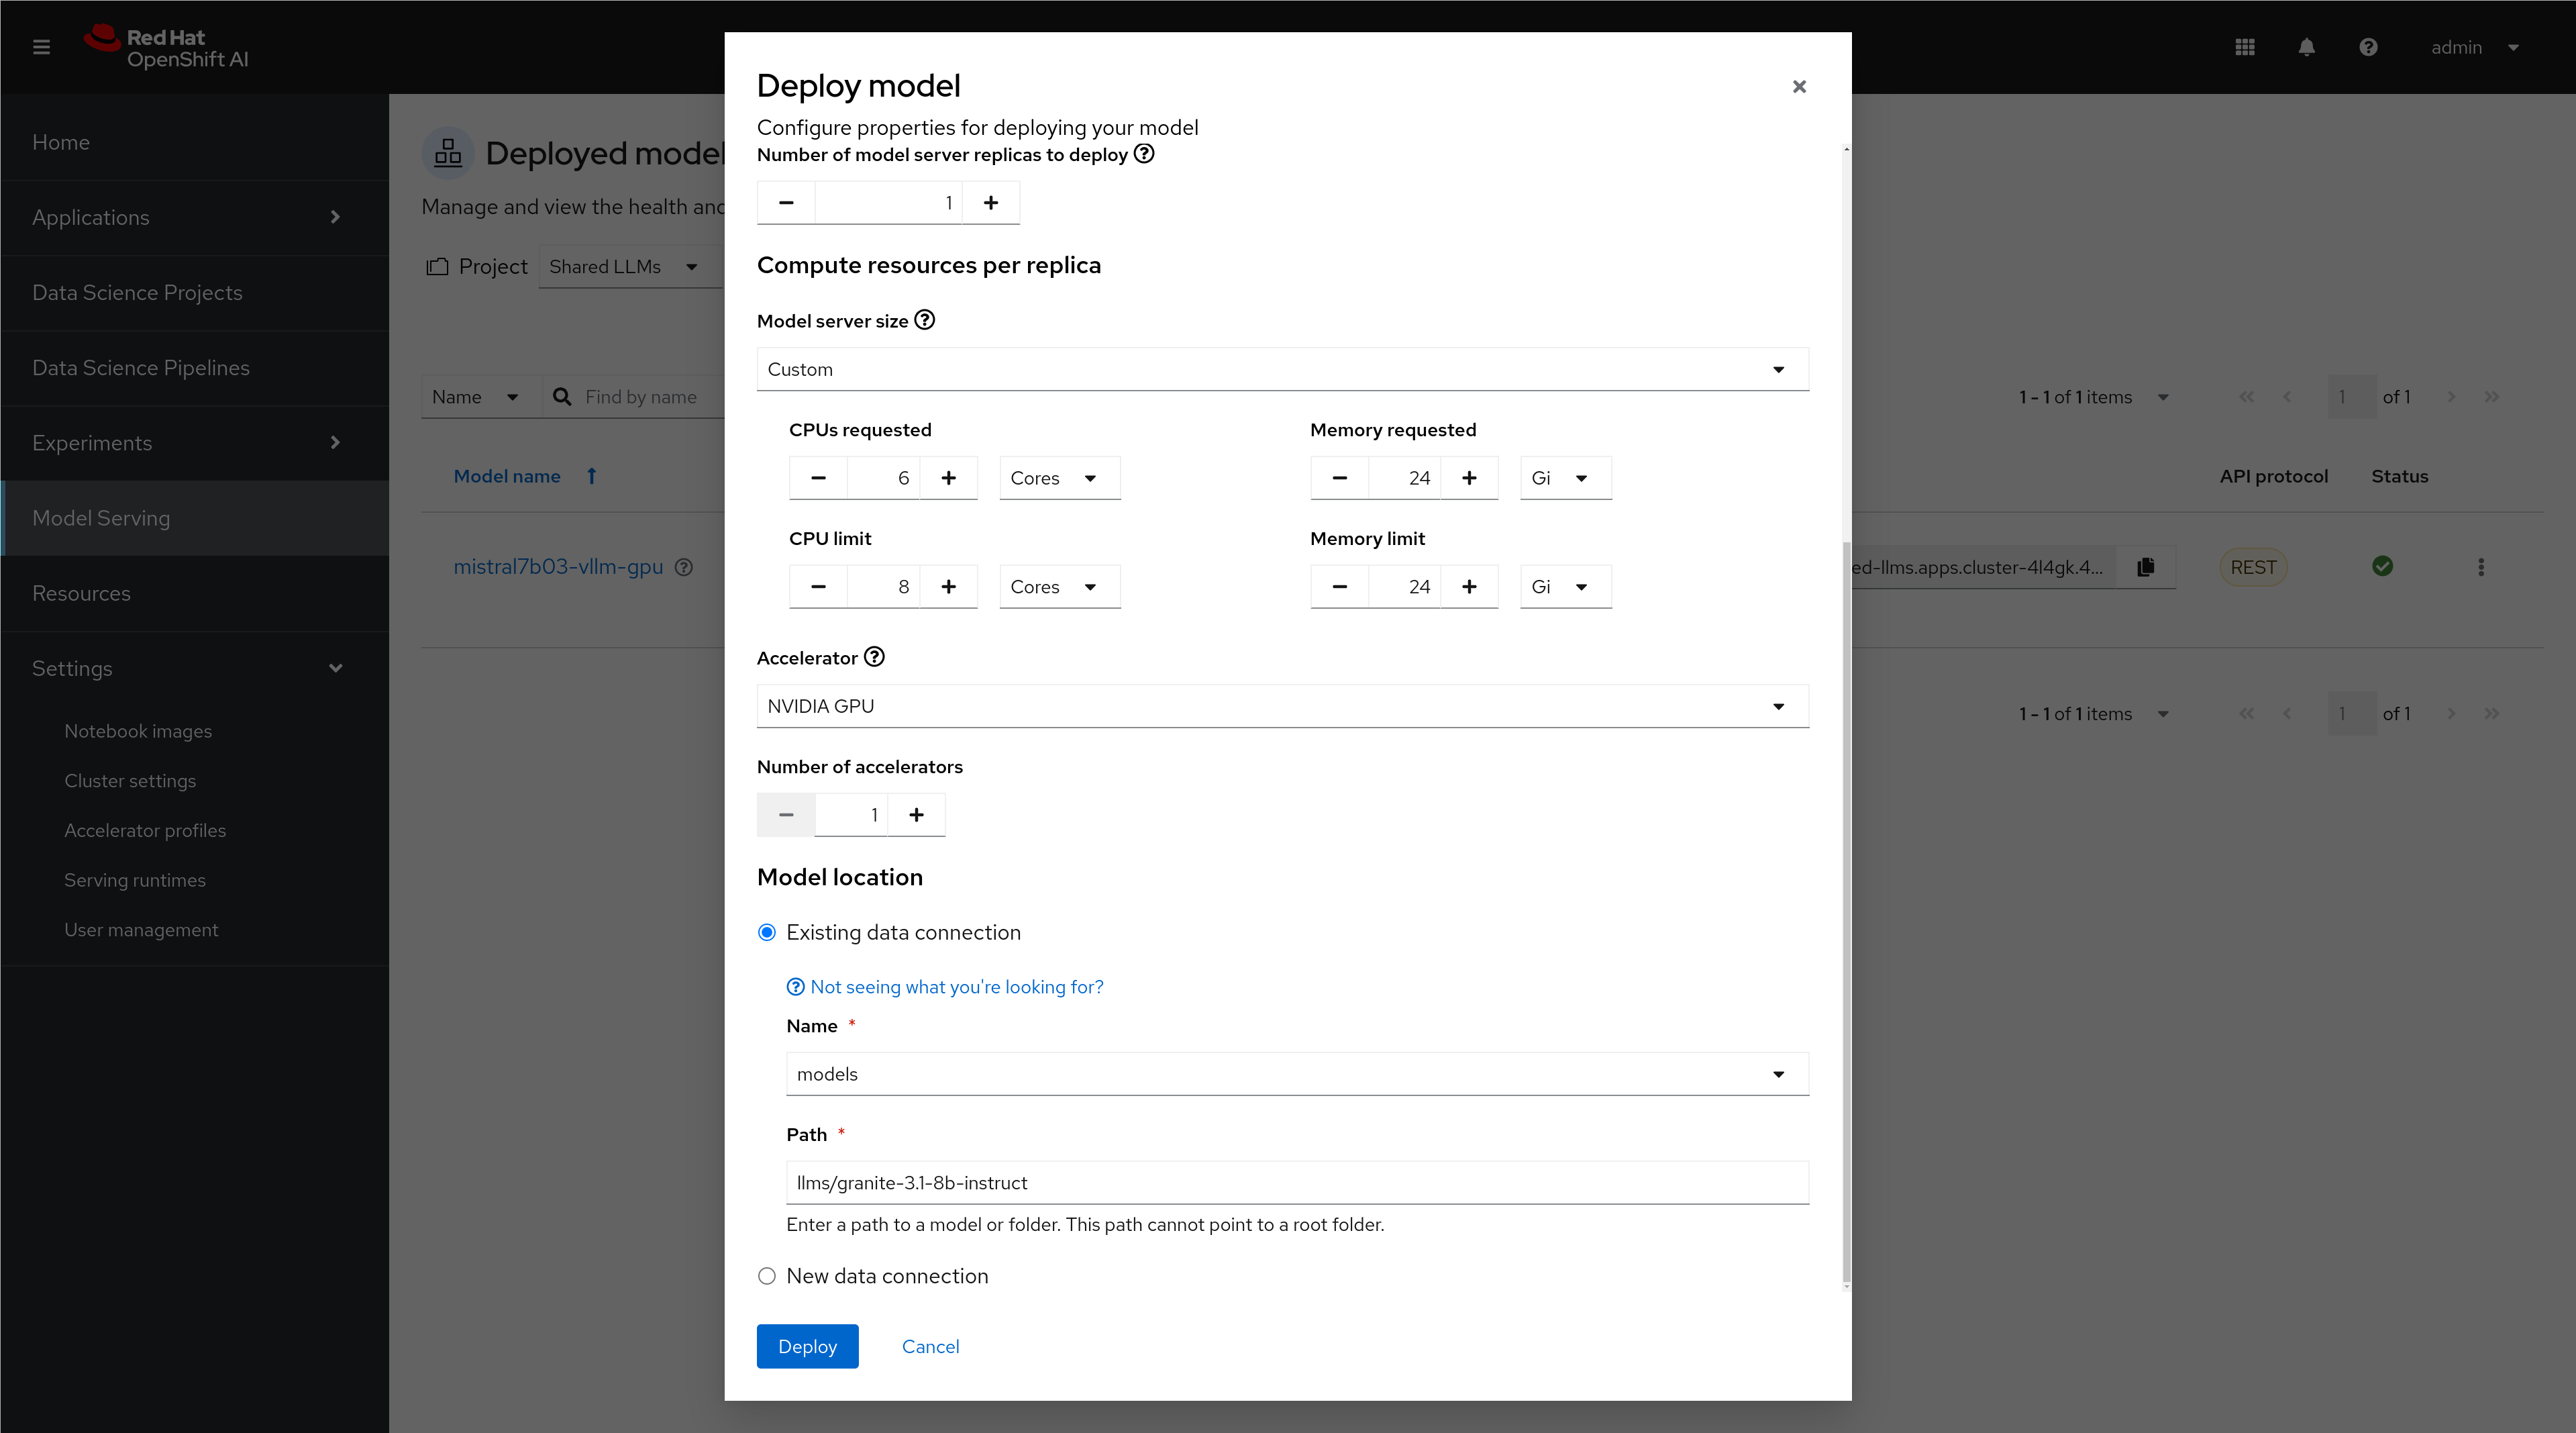 Red Hat
OpenShift AI
admin
Home
Applications
Data Science Projects
Data Science Pipelines
Experiments
Model Serving
Resources
Settings
Notebook images
Cluster settings
Accelerator profiles
Serving runtimes
User management
Deployed model
Manage and view the health and
Project Shared LLMs
Name Find by name
1 - 1 of 1 items 1 of 1
Model name API protocol Status
mistral7b03-vllm-gpu ed-llms.apps.cluster-4l4gk.4... REST
1 - 1 of 1 items 1 of 1
Deploy model
Configure properties for deploying your model
Number of model server replicas to deploy
1
Compute resources per replica
Model server size
Custom
CPUs requested Memory requested
6 Cores 24 Gi
CPU limit Memory limit
8 Cores 24 Gi
Accelerator
NVIDIA GPU
Number of accelerators
1
Model location
Existing data connection
Not seeing what you're looking for?
Name *
models
Path *
llms/granite-3.1-8b-instruct
Enter a path to a model or folder. This path cannot point to a root folder.
New data connection
Deploy Cancel